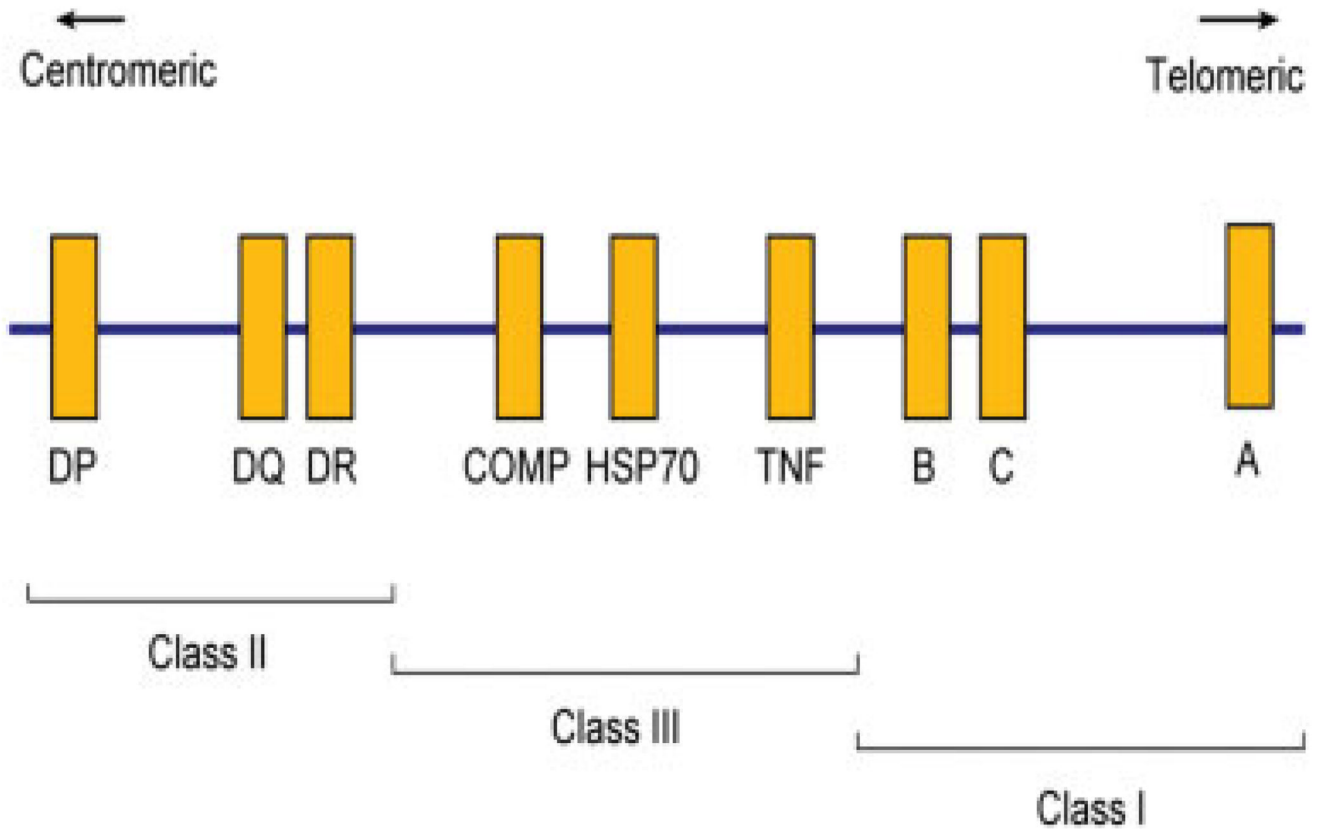 Centromeric Telomeric
DP DQ DR COMP HSP70 TNF B C A
Class II
Class III
Class I